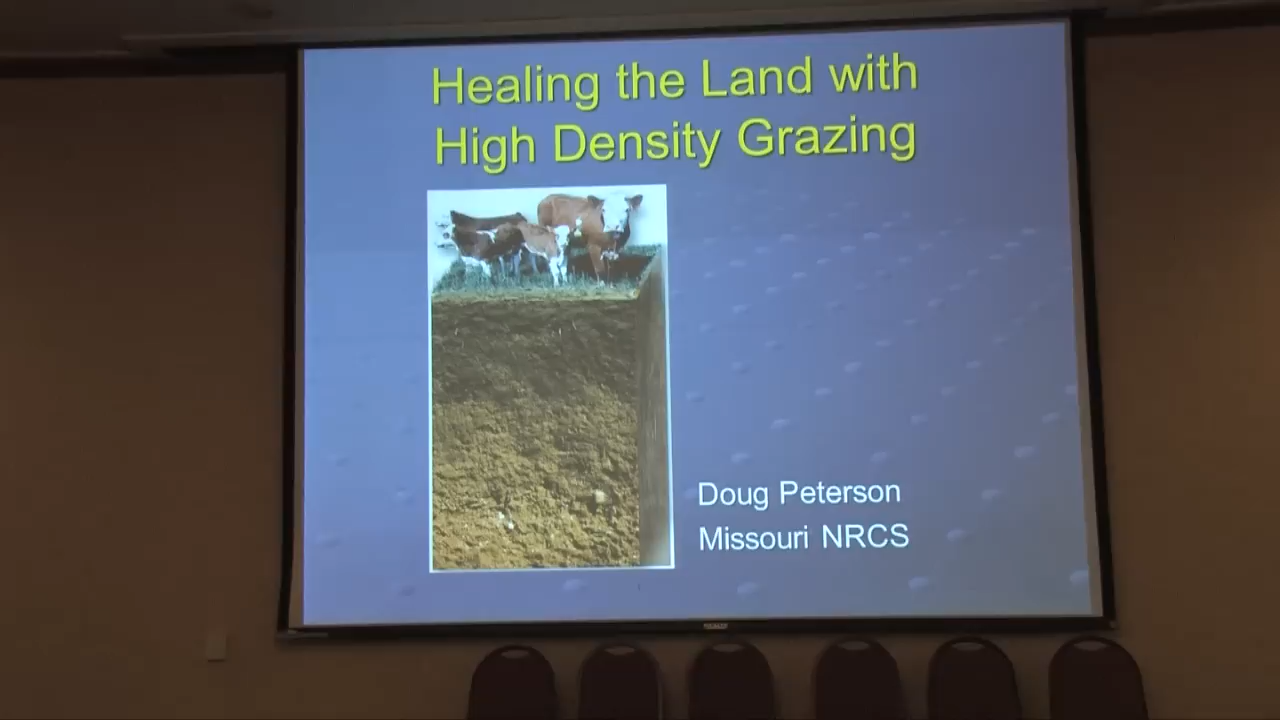 Healing the Land with
High Density Grazing
Doug Peterson
Missouri NRCS